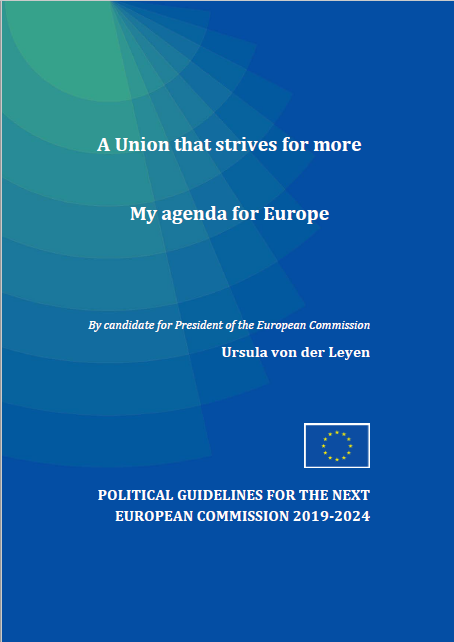 A Union that strives for more
My agenda for Europe
By candidate for President of the European Commission
Ursula von der Leyen
POLITICAL GUIDELINES FOR THE NEXT
EUROPEAN COMMISSION 2019-2024